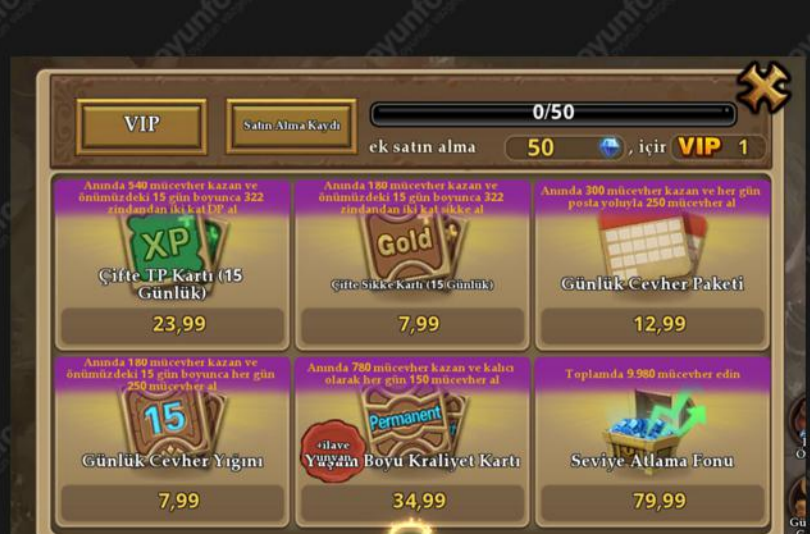 VIP
Satın Alma Kaydı
0/50
ek satın alma 50 , içir VIP 1
Anında 540 mücevher kazan ve
önümüzdeki 15 gün boyunca 322
zindandan iki kat DP al
XP
Çifte TP Kartı (15
Günlük)
23,99
Anında 180 mücevher kazan ve
önümüzdeki 15 gün boyunca 322
zindandan iki kat sikke al
Gold
Çifte Sikke Kartı (15 Günlük)
7,99
Anında 300 mücevher kazan ve her gün
posta yoluyla 250 mücevher al
Günlük Cevher Paketi
12,99
Anında 180 mücevher kazan ve
önümüzdeki 15 gün boyunca her gün
250 mücevher al
15
Günlük Cevher Yığını
7,99
Anında 780 mücevher kazan ve kalıcı
olarak her gün 150 mücevher al
Permanent
+ilave
Yaşam Boyu Kraliyet Kartı
34,99
Toplamda 9.980 mücevher edin
Seviye Atlama Fonu
79,99